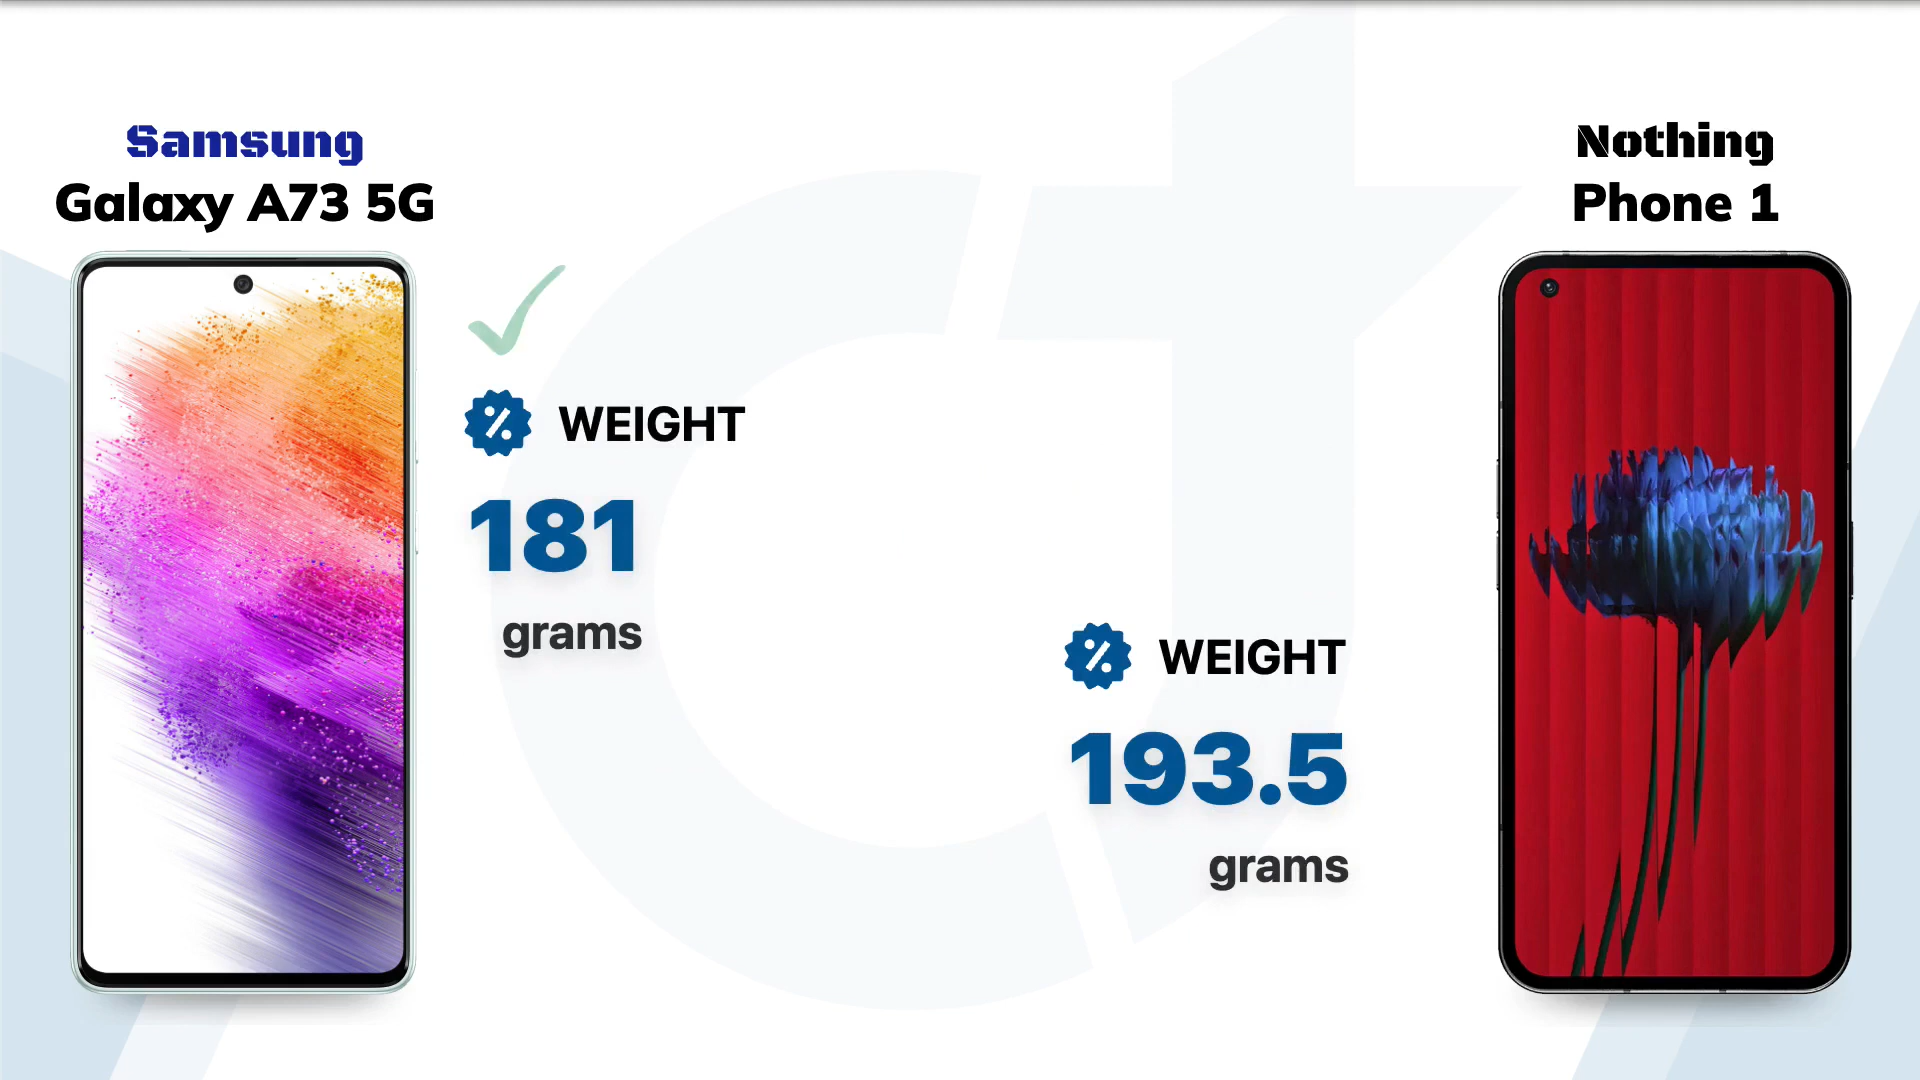 Samsung
Galaxy A73 5G
Nothing
Phone 1
WEIGHT
181
grams
WEIGHT
193.5
grams